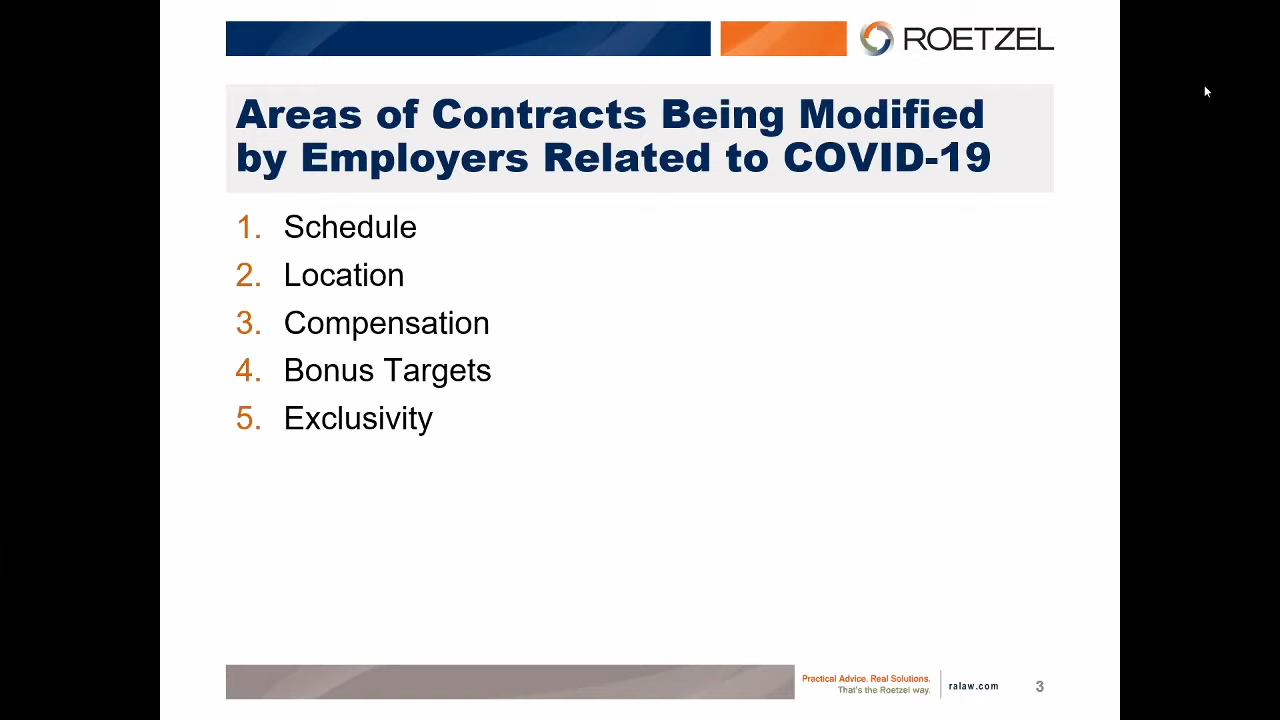 ROETZEL
Areas of Contracts Being Modified
by Employers Related to COVID-19
1. Schedule
2. Location
3. Compensation
4. Bonus Targets
5. Exclusivity
Practical Advice. Real Solutions.
That's the Roetzel way.
ralaw.com
3